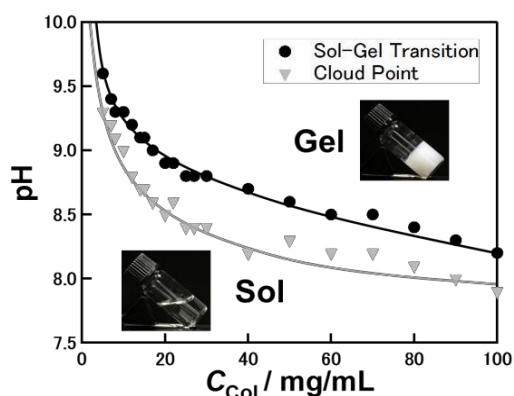 10.0
Sol-Gel Transition
Cloud Point
9.5
Gel
9.0
pH
8.5
Sol
8.0
7.5
0 20 40 60 80 100
C_Col / mg/mL